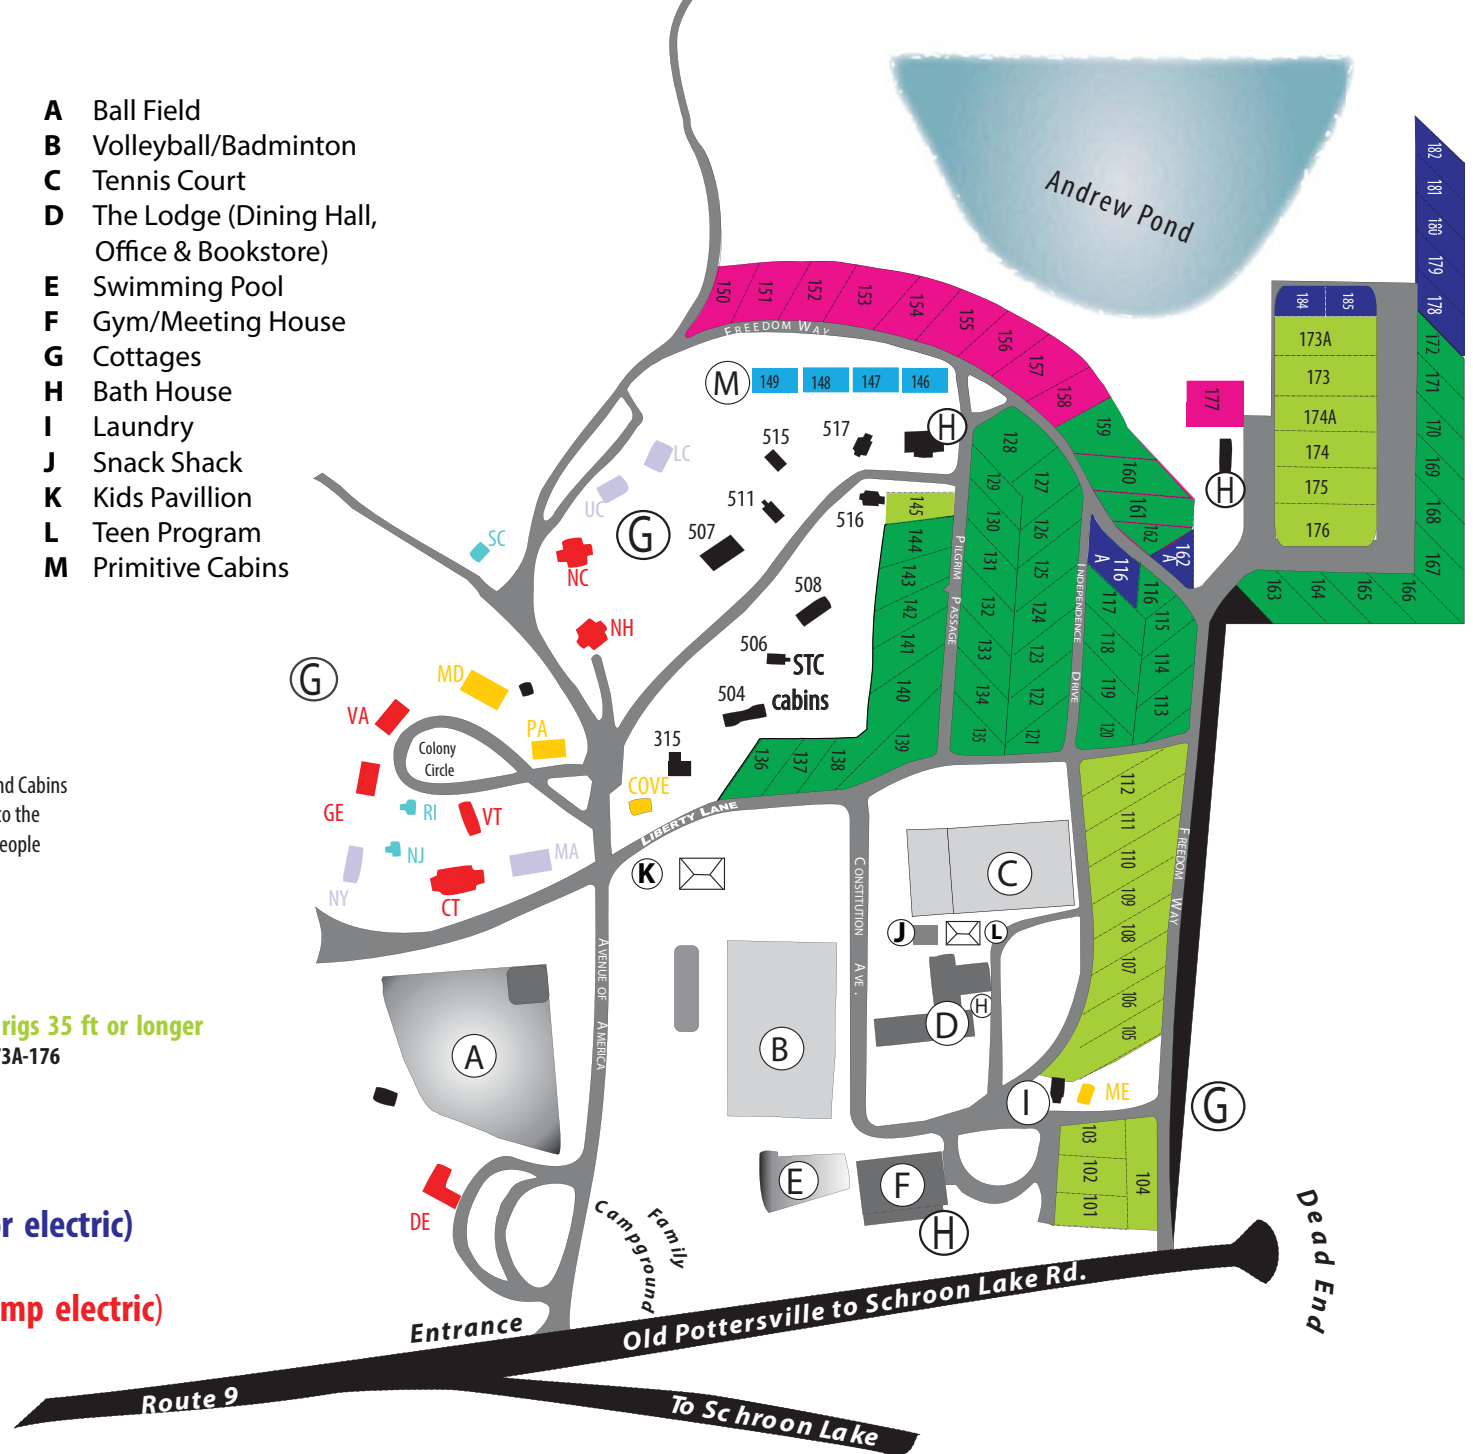 A Ball Field
B Volleyball/Badminton
C Tennis Court
D The Lodge (Dining Hall,
Office & Bookstore)
E Swimming Pool
F Gym/Meeting House
G Cottages
H Bath House
I Laundry
J Snack Shack
K Kids Pavillion
L Teen Program
M Primitive Cabins
nd Cabins
to the
eople
rigs 35 ft or longer
73A-176
or electric)
mp electric)
Andrew Pond
182
181
180
179
178
172
171
170
169
168
167
184
185
173A
173
174A
174
175
176
177
H
163
164
165
166
150
151
152
153
154
155
156
157
158
159
160
161
162
162 A
FREEDOM WAY
M
149
148
147
146
H
515
517
511
516
507
508
506
STC
cabins
504
315
G
LC
UC
SC
NC
NH
G
MD
VA
PA
Colony
Circle
COVE
GE
RI
VT
NJ
MA
NY
CT
145
144
143
142
141
140
139
138
137
136
PILGRIM PASSAGE
128
129
130
131
132
133
134
135
127
126
125
124
123
122
121
INDEPENDENCE DRIVE
116 A
116
117
118
119
120
115
114
113
LIBERTY LANE
K
CONSTITUTION AVE.
AVENUE OF AMERICA
C
J
L
H
D
B
A
112
111
110
109
108
107
106
105
FREEDOM WAY
I
ME
G
103
102
101
104
E
F
H
DE
Family
Campground
Entrance
Old Pottersville to Schroon Lake Rd.
Dead End
Route 9
To Schroon Lake